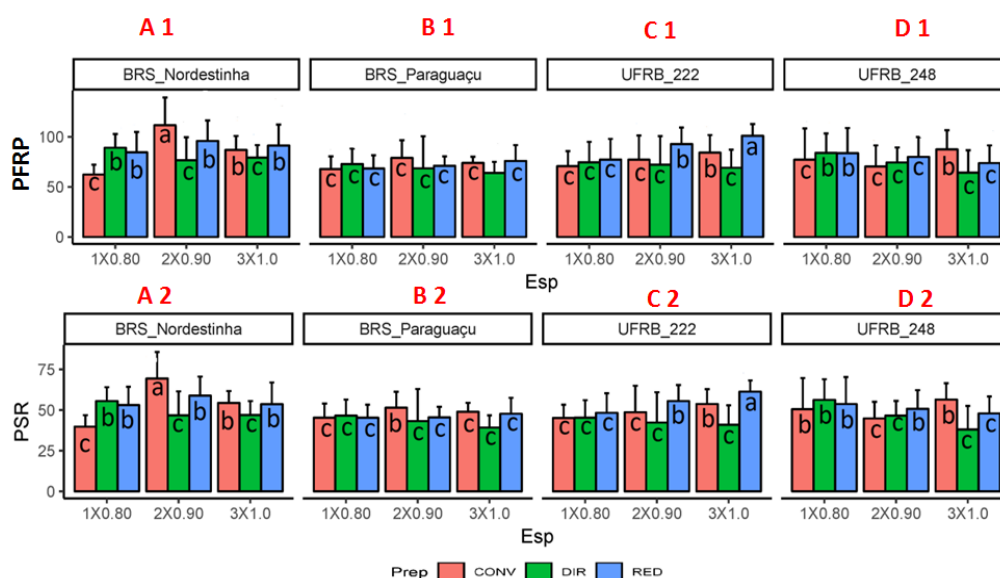 A 1 B 1 C 1 D 1
BRS_Nordestinha BRS_Paraguaçu UFRB_222 UFRB_248
PFRP
100
50
0
c b b a c b b c b
c c c c c c c c c
c c c c c b b c a
c b b c c c b c c
1X0.80 2X0.90 3X1.0 1X0.80 2X0.90 3X1.0 1X0.80 2X0.90 3X1.0 1X0.80 2X0.90 3X1.0
Esp
A 2 B 2 C 2 D 2
BRS_Nordestinha BRS_Paraguaçu UFRB_222 UFRB_248
PSR
75
50
25
0
c b b a c b b c b
c c c b c c c c c
c c c c c b b c a
b b b c c b b c c
1X0.80 2X0.90 3X1.0 1X0.80 2X0.90 3X1.0 1X0.80 2X0.90 3X1.0 1X0.80 2X0.90 3X1.0
Esp
Prep CONV DIR RED